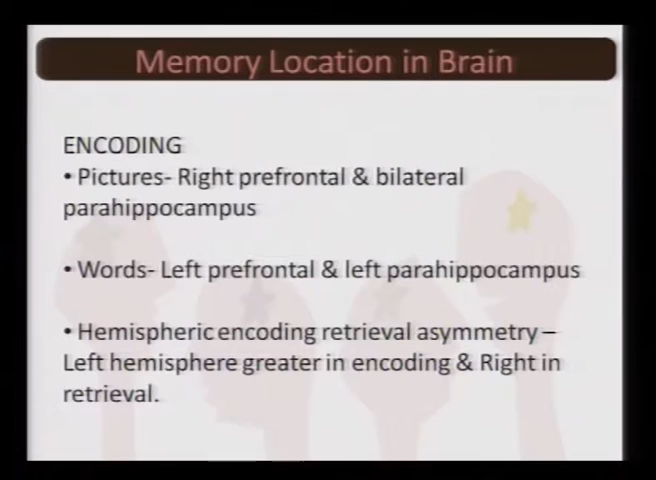 Memory Location in Brain
ENCODING
• Pictures- Right prefrontal & bilateral
parahippocampus
• Words- Left prefrontal & left parahippocampus
• Hemispheric encoding retrieval asymmetry –
Left hemisphere greater in encoding & Right in
retrieval.